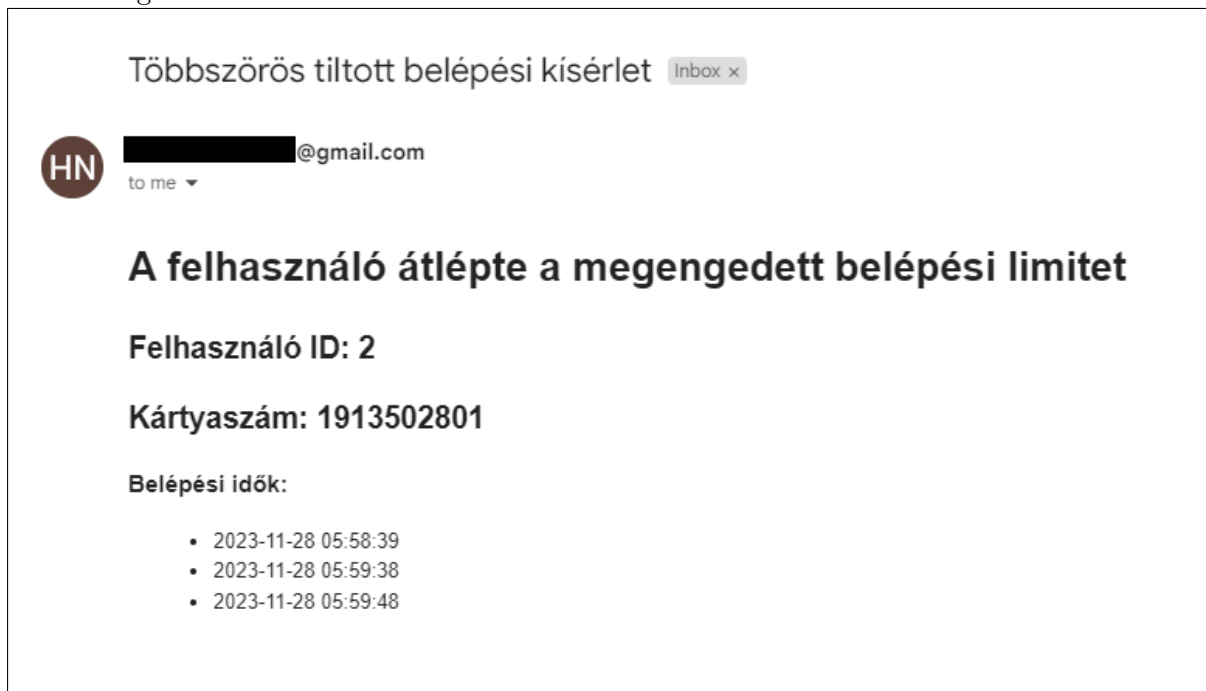 Többszörös tiltott belépési kísérlet Inbox ×
HN
@gmail.com
to me
A felhasználó átlépte a megengedett belépési limitet
Felhasználó ID: 2
Kártyaszám: 1913502801
Belépési idők:
• 2023-11-28 05:58:39
• 2023-11-28 05:59:38
• 2023-11-28 05:59:48